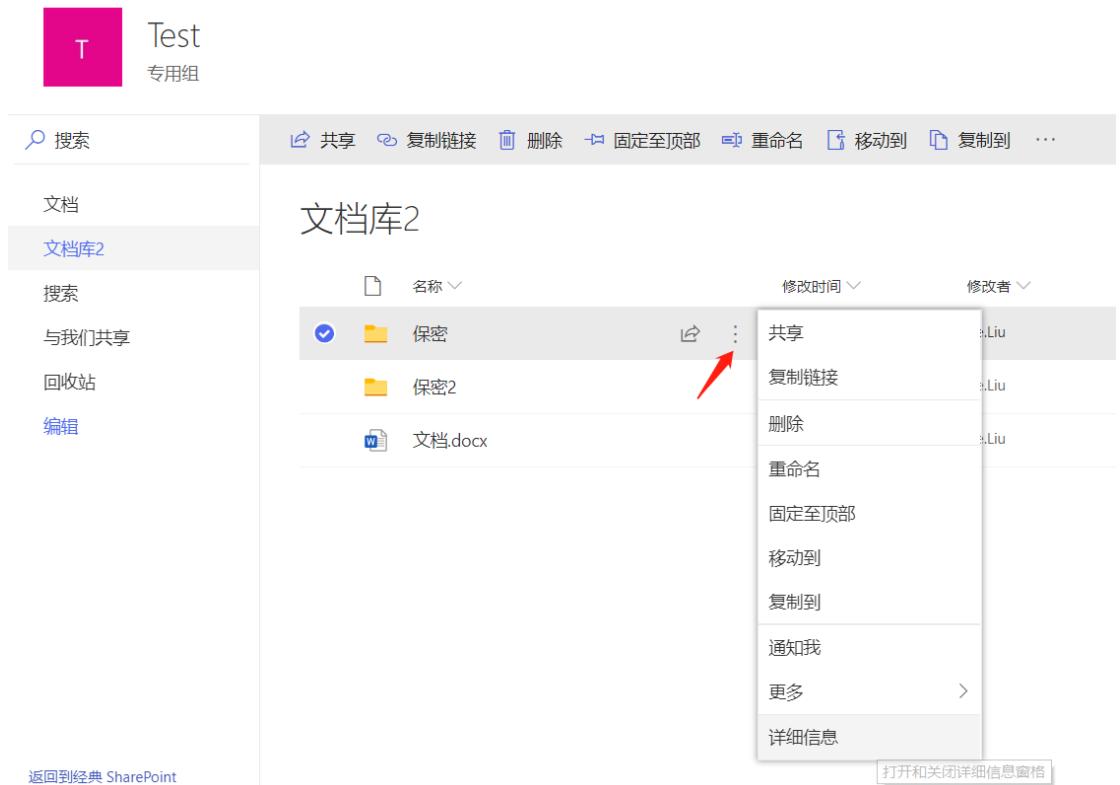 T
Test
专用组
搜索
共享 复制链接 删除 固定至顶部 重命名 移动到 复制到 ···
文档
文档库2
搜索
与我们共享
回收站
编辑
返回到经典 SharePoint
文档库2
名称 修改时间 修改者
保密 e.Liu
保密2 .Liu
文档.docx e.Liu
共享
复制链接
删除
重命名
固定至顶部
移动到
复制到
通知我
更多
详细信息
打开和关闭详细信息窗格